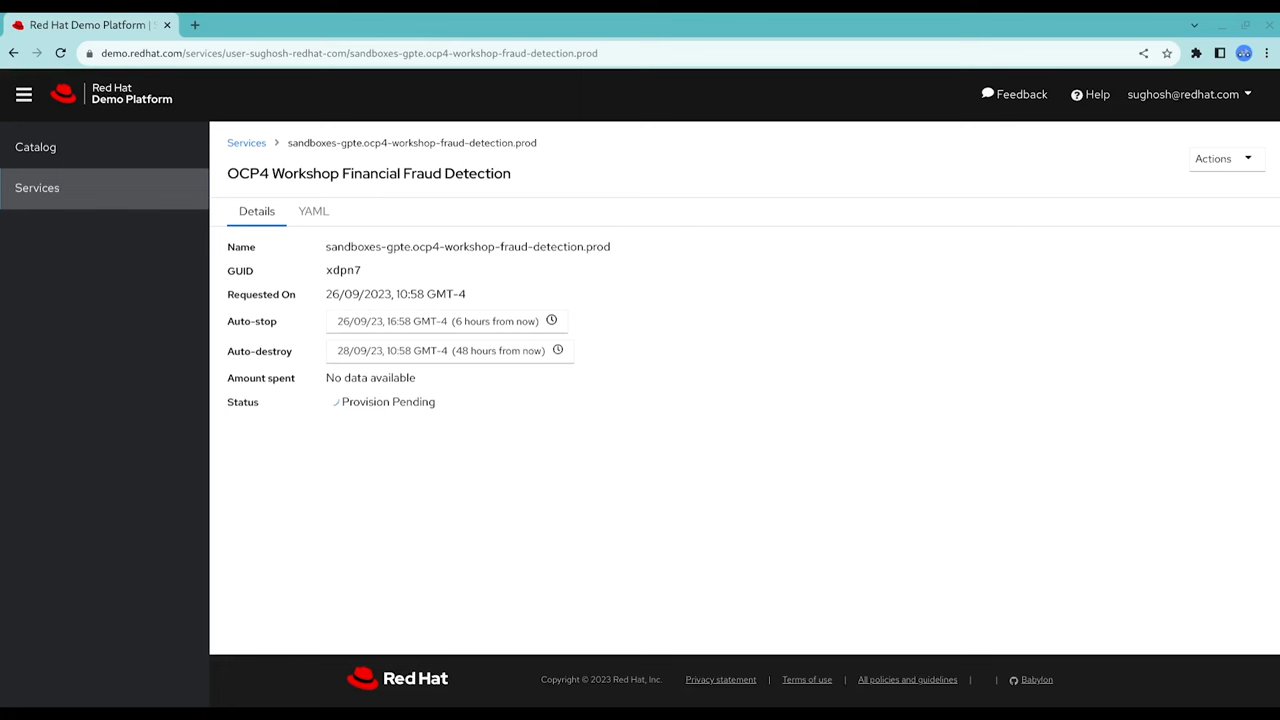 Red Hat Demo Platform |
demo.redhat.com/services/user-sughosh-redhat-com/sandboxes-gpte.ocp4-workshop-fraud-detection.prod
Red Hat
Demo Platform
Feedback
Help
sughosh@redhat.com
Catalog
Services
Services > sandboxes-gpte.ocp4-workshop-fraud-detection.prod
Actions
OCP4 Workshop Financial Fraud Detection
Details YAML
Name sandboxes-gpte.ocp4-workshop-fraud-detection.prod
GUID xdpn7
Requested On 26/09/2023, 10:58 GMT-4
Auto-stop 26/09/23, 16:58 GMT-4 (6 hours from now)
Auto-destroy 28/09/23, 10:58 GMT-4 (48 hours from now)
Amount spent No data available
Status Provision Pending
Red Hat
Copyright © 2023 Red Hat, Inc. Privacy statement | Terms of use | All policies and guidelines | | Babylon